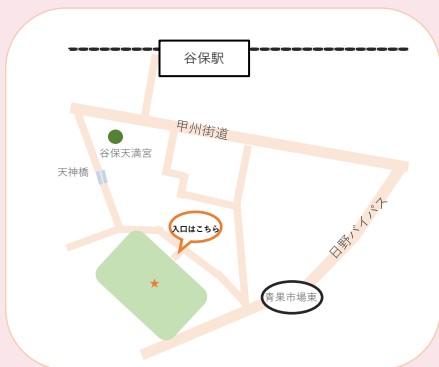 谷保駅
甲州街道
谷保天満宮
天神橋
入口はこちら
日野バイパス
青果市場東